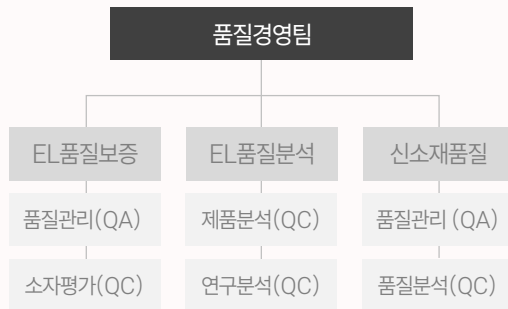 품질경영팀
EL품질보증
EL품질분석
신소재품질
품질관리(QA)
제품분석(QC)
품질관리 (QA)
소자평가(QC)
연구분석(QC)
품질분석(QC)